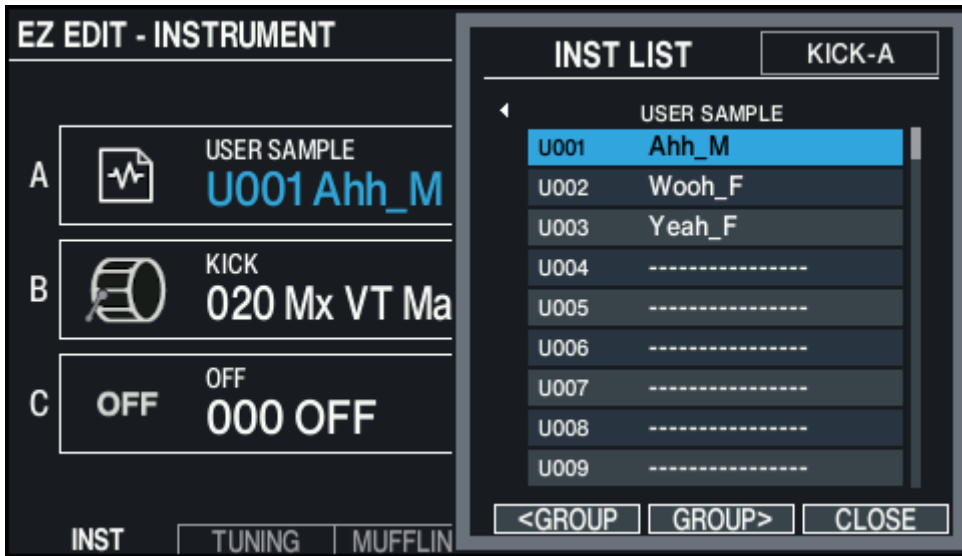 EZ EDIT - INSTRUMENT
A
USER SAMPLE
U001 Ahh_M
B
KICK
020 Mx VT Ma
C
OFF
OFF
000 OFF
INST
TUNING
MUFFLIN
INST LIST
KICK-A
USER SAMPLE
U001 Ahh_M
U002 Wooh_F
U003 Yeah_F
U004 ----------------
U005 ----------------
U006 ----------------
U007 ----------------
U008 ----------------
U009 ----------------
<GROUP
GROUP>
CLOSE